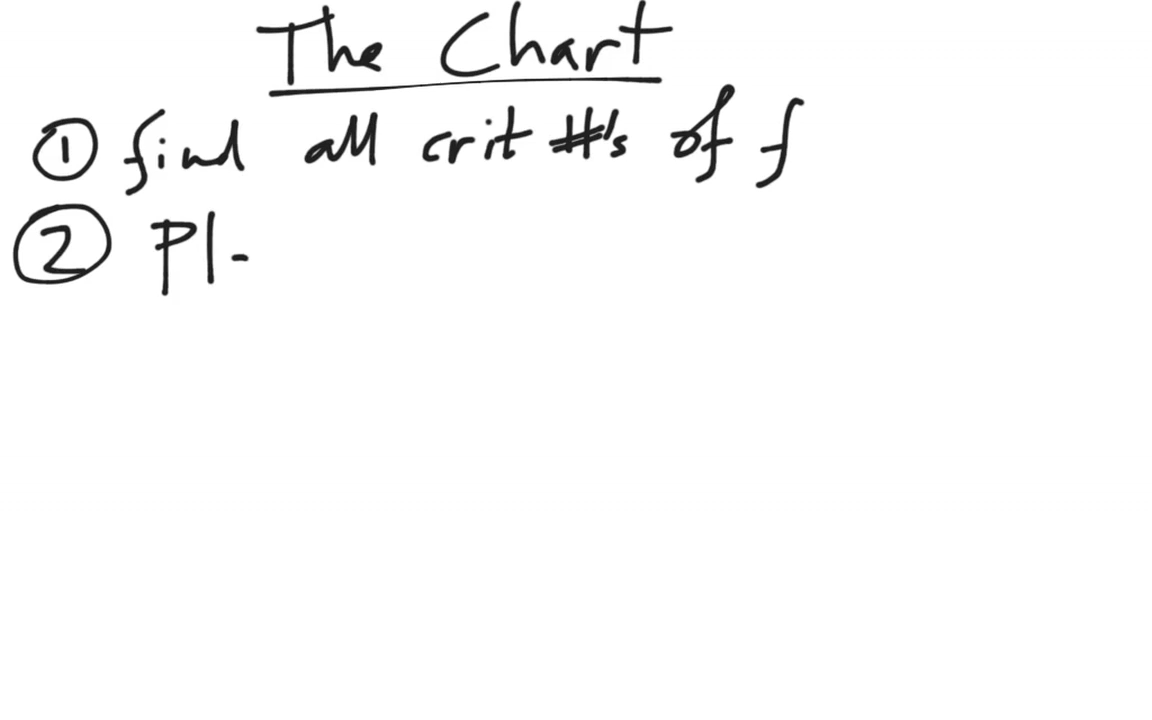 The Chart
① find all crit #'s of f
② Pl-